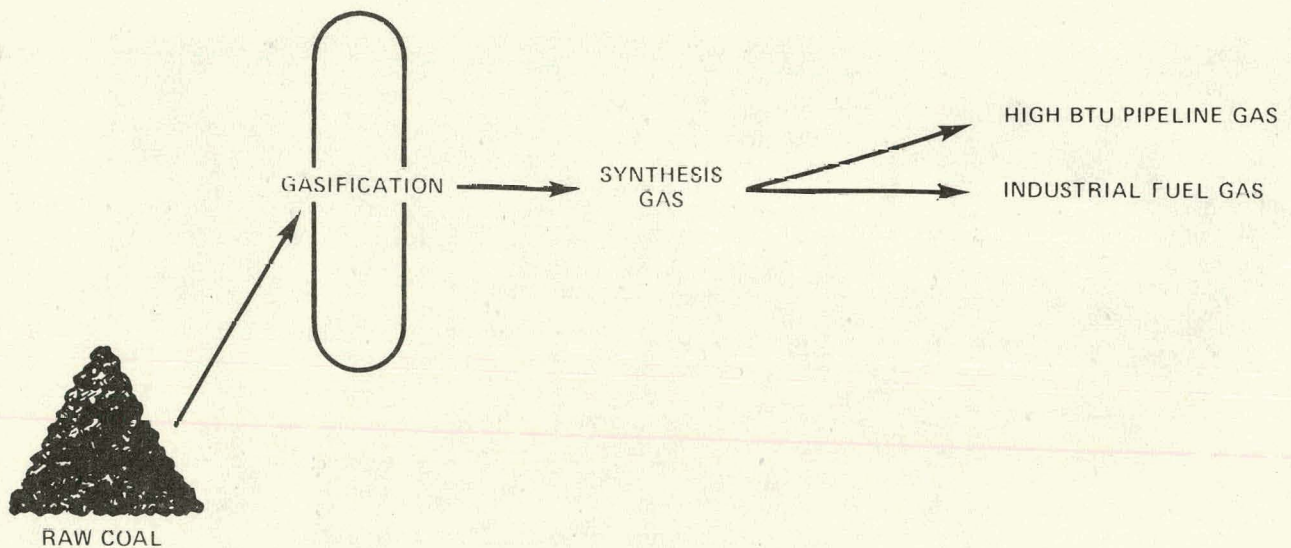 HIGH BTU PIPELINE GAS
GASIFICATION
SYNTHESIS
GAS
INDUSTRIAL FUEL GAS
RAW COAL